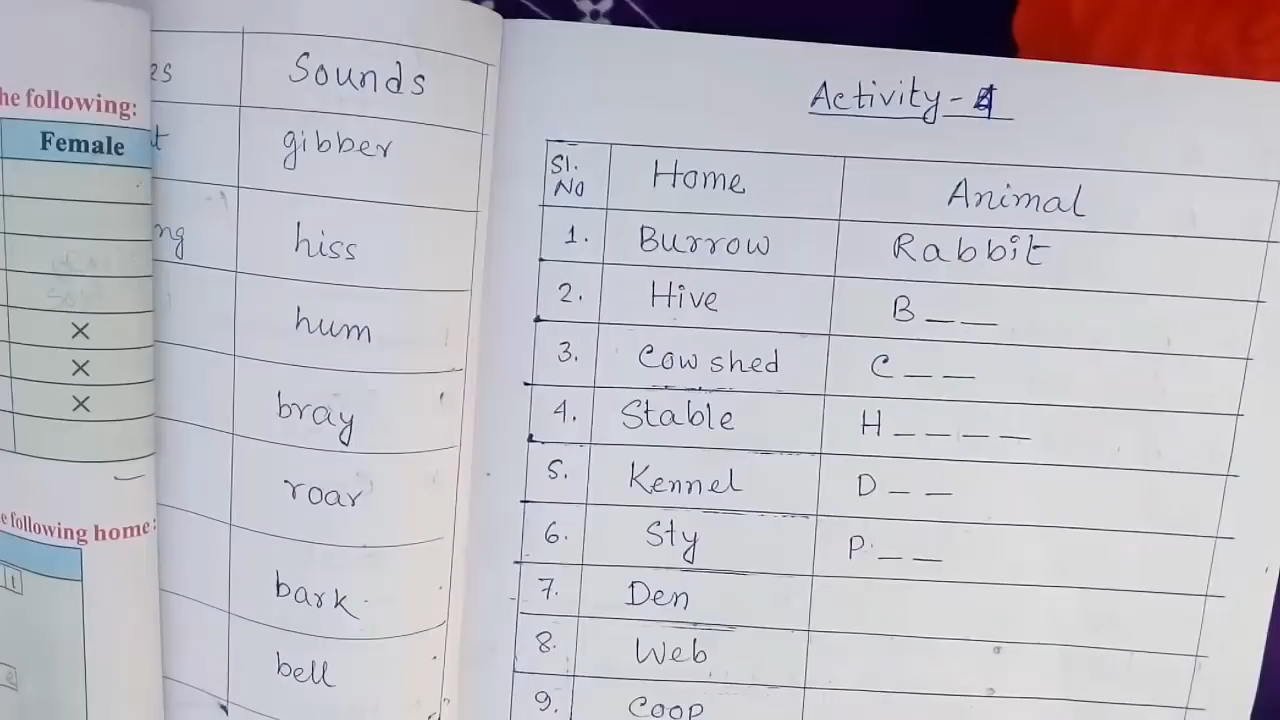 he following:
Female
×
×
×
e following home:
t
es
Sounds
t
gibber
ng
hiss
hum
bray
roar
bark
bell
Activity - 4
Sl. No
Home
Animal
1. Burrow Rabbit
2. Hive B _ _
3. Cow shed C _ _
4. Stable H _ _ _ _
5. Kennel D _ _
6. Sty P _ _
7. Den
8. Web
9. Coop